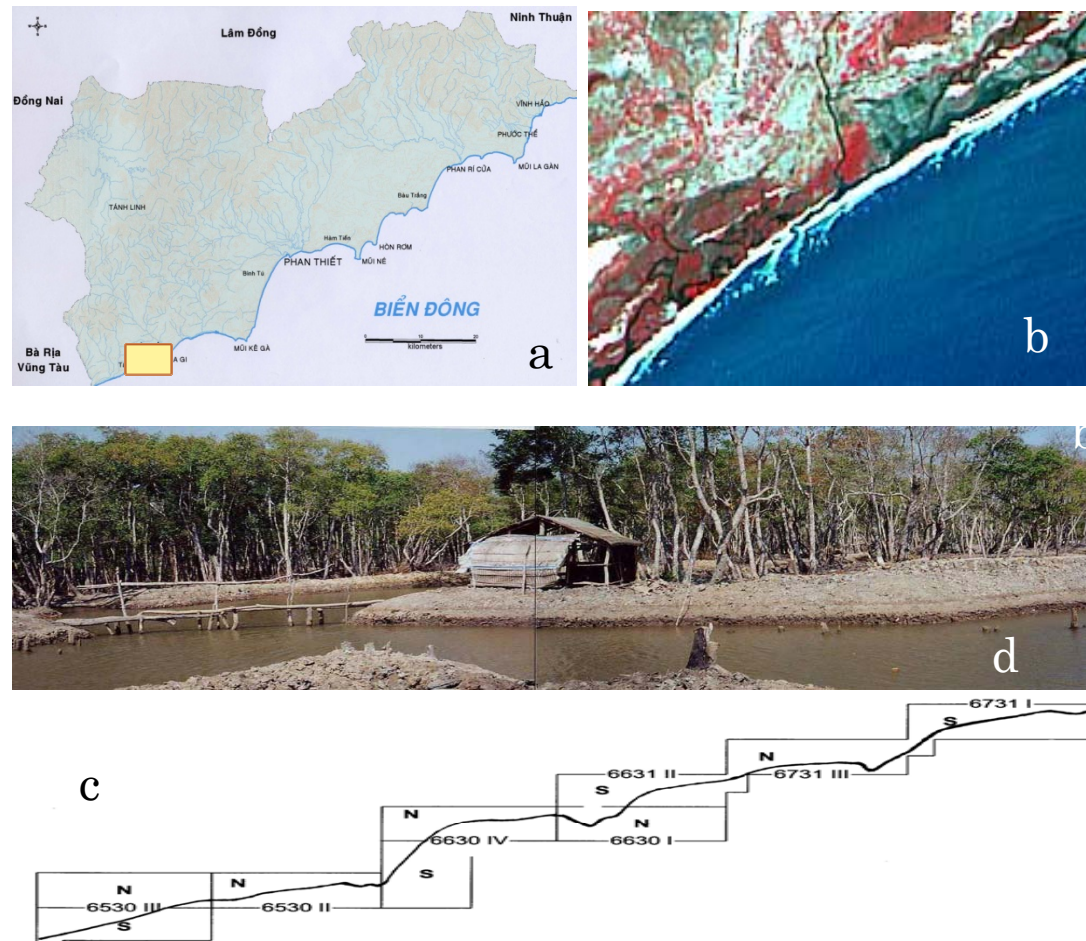 Ninh Thuận
Lâm Đồng
Đồng Nai
VĨNH HẢO
PHƯỚC THỂ
MŨI LA GÀN
PHAN RÍ CỬA
TÁNH LINH
Bàu Trắng
Hàm Tiến
HÒN RƠM
PHAN THIẾT
MŨI NÉ
Bình Tú
BIỂN ĐÔNG
kilometers
MŨI KÊ GÀ
A GI
Bà Rịa
Vũng Tàu
a
b
d
c
6731 I
S
N
6631 II
6731 III
S
N
N
6630 IV
6630 I
S
N
N
6530 III
6530 II
S